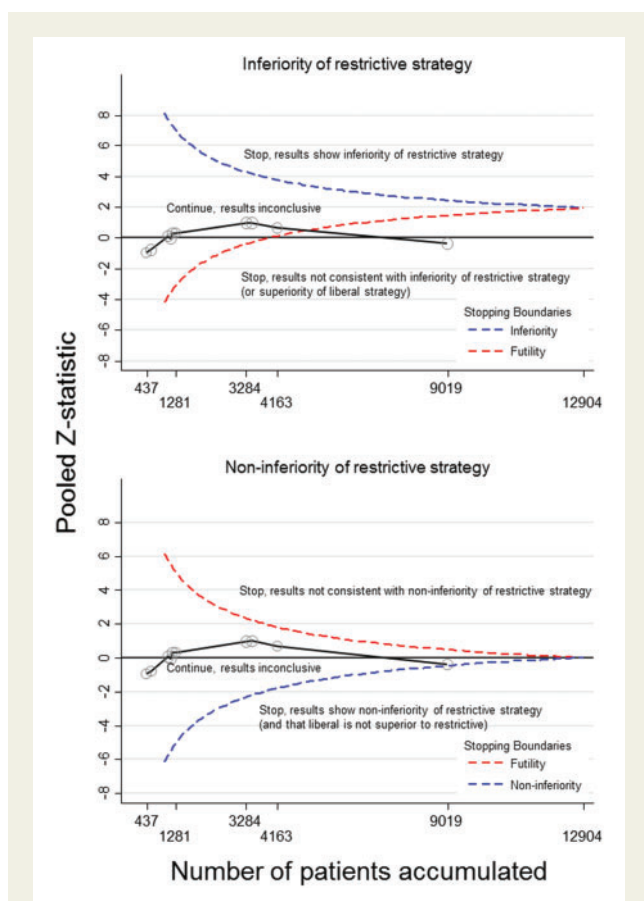 Inferiority of restrictive strategy
8
6
4
2
0
-2
-4
-6
-8
Stop, results show inferiority of restrictive strategy
Continue, results inconclusive
Stop, results not consistent with inferiority of restrictive strategy
(or superiority of liberal strategy)
Stopping Boundaries
Inferiority
Futility
437
1281
3284
4163
9019
12904
Pooled Z-statistic
Non-inferiority of restrictive strategy
8
6
4
2
0
-2
-4
-6
-8
Stop, results not consistent with non-inferiority of restrictive strategy
Continue, results inconclusive
Stop, results show non-inferiority of restrictive strategy
(and that liberal is not superior to restrictive)
Stopping Boundaries
Futility
Non-inferiority
437
1281
3284
4163
9019
12904
Number of patients accumulated